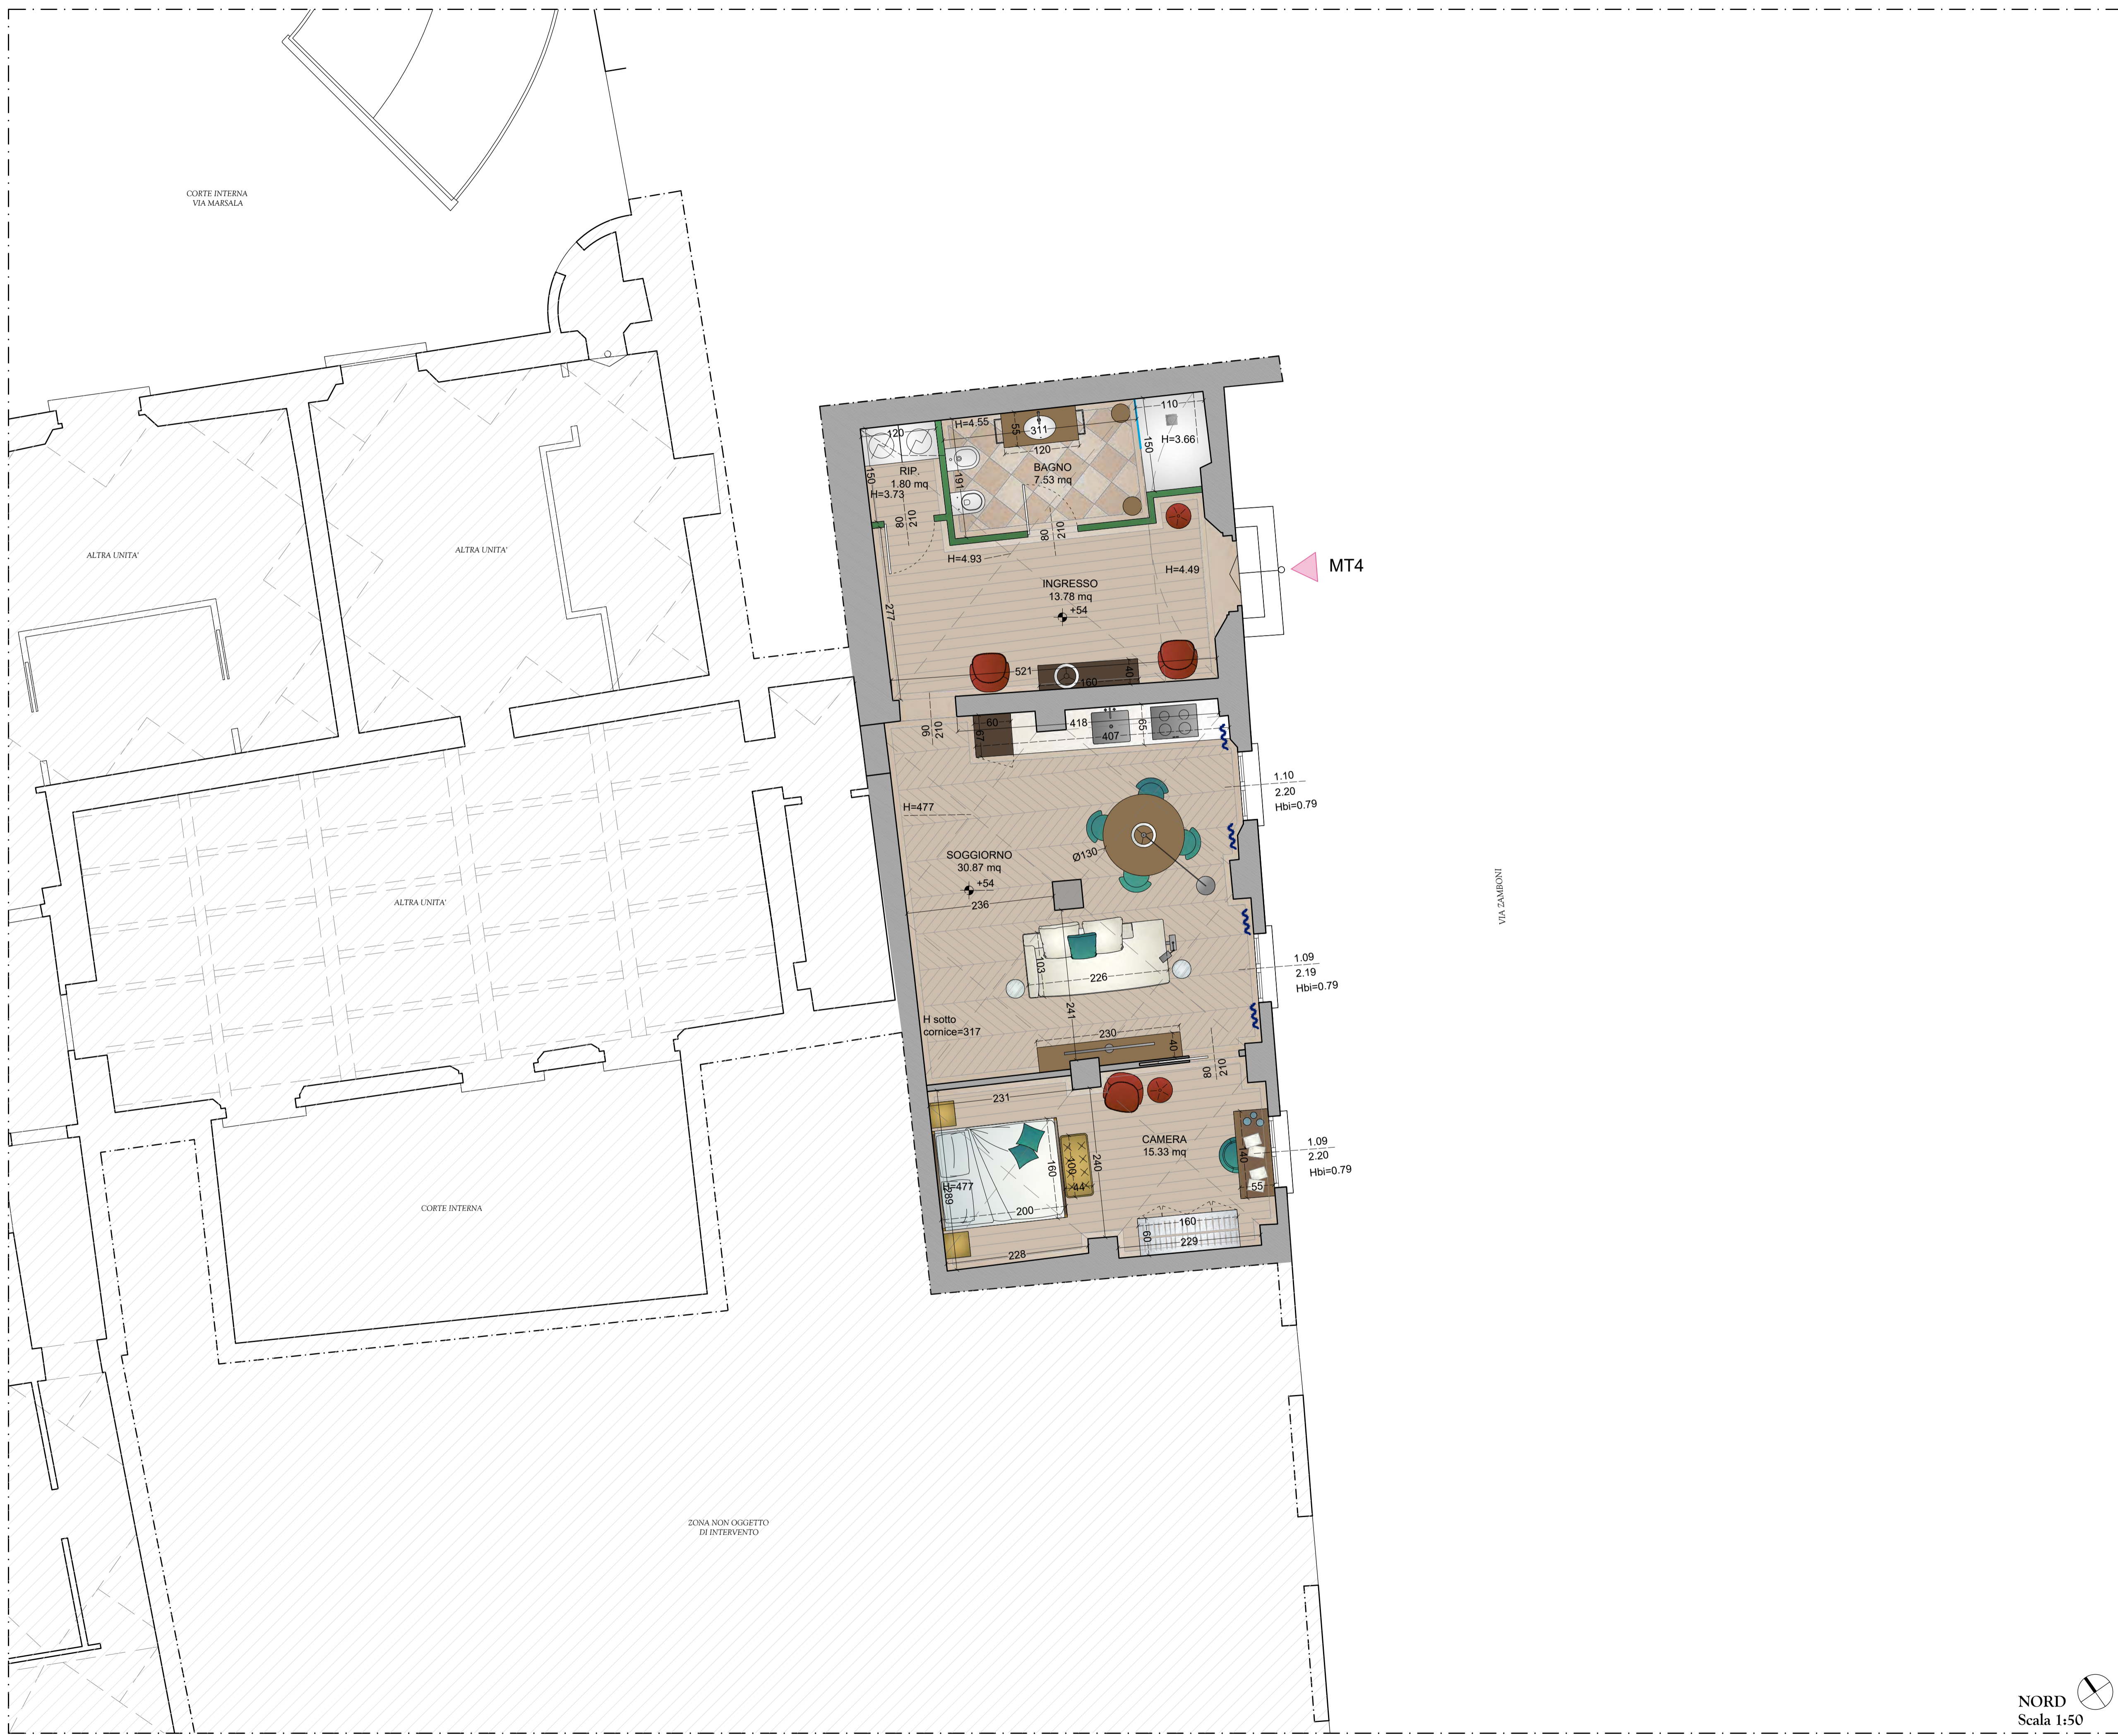 CORTE INTERNA
VIA MARSALA
ALTRA UNITA'
ALTRA UNITA'
110
H=4.55
55
311
120
120
150
H=3.66
RIP.
1.80 mq
150
H=3.73
191
BAGNO
7.53 mq
80
210
80
210
H=4.93
H=4.49
MT4
INGRESSO
13.78 mq
+54
277
521
160
40
90
210
60
67
418
407
65
1.10
2.20
Hbi=0.79
H=477
SOGGIORNO
30.87 mq
+54
236
Ø130
VIA ZAMBONI
ALTRA UNITA'
103
226
241
1.09
2.19
Hbi=0.79
H sotto
cornice=317
230
40
80
210
231
CAMERA
15.33 mq
160
100
44
240
140
55
1.09
2.20
Hbi=0.79
H=477
289
200
160
60
229
228
CORTE INTERNA
ZONA NON OGGETTO
DI INTERVENTO
NORD
Scala 1:50